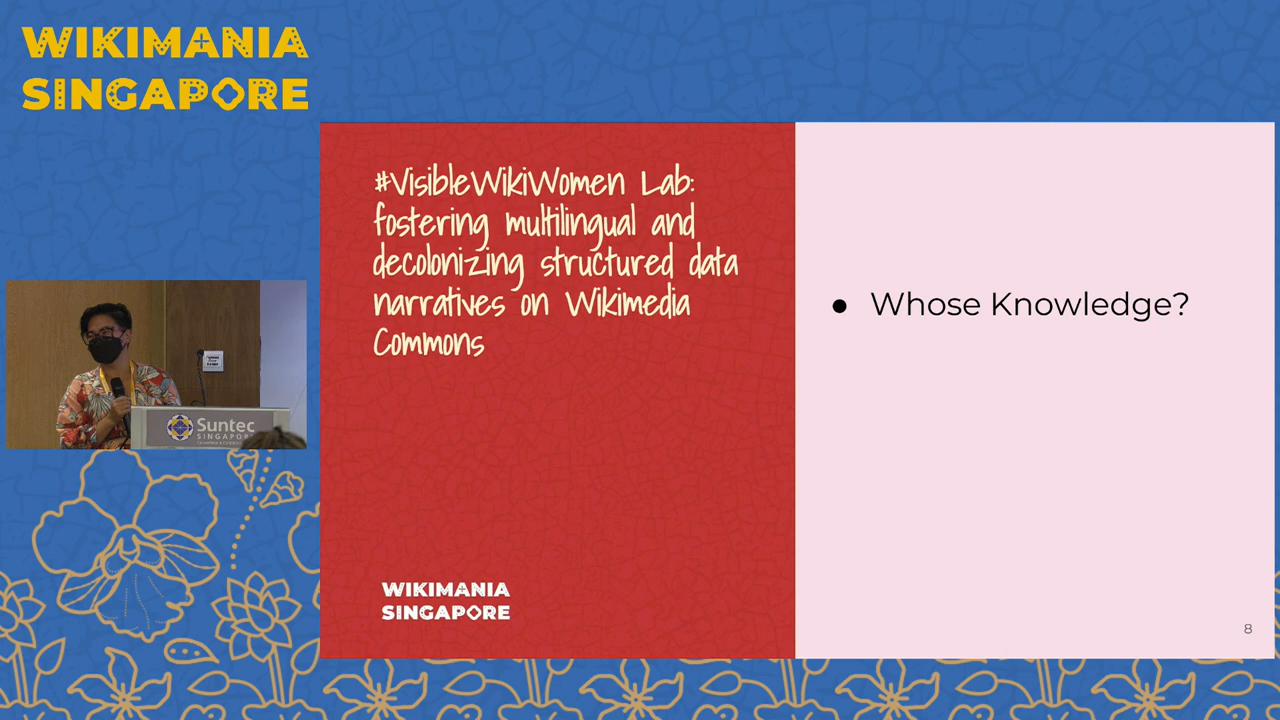 WIKIMANIA
SINGAPORE
#VisibleWikiWomen Lab:
fostering multilingual and
decolonizing structured data
narratives on Wikimedia
Commons
WIKIMANIA
SINGAPORE
● Whose Knowledge?
8
Suntec